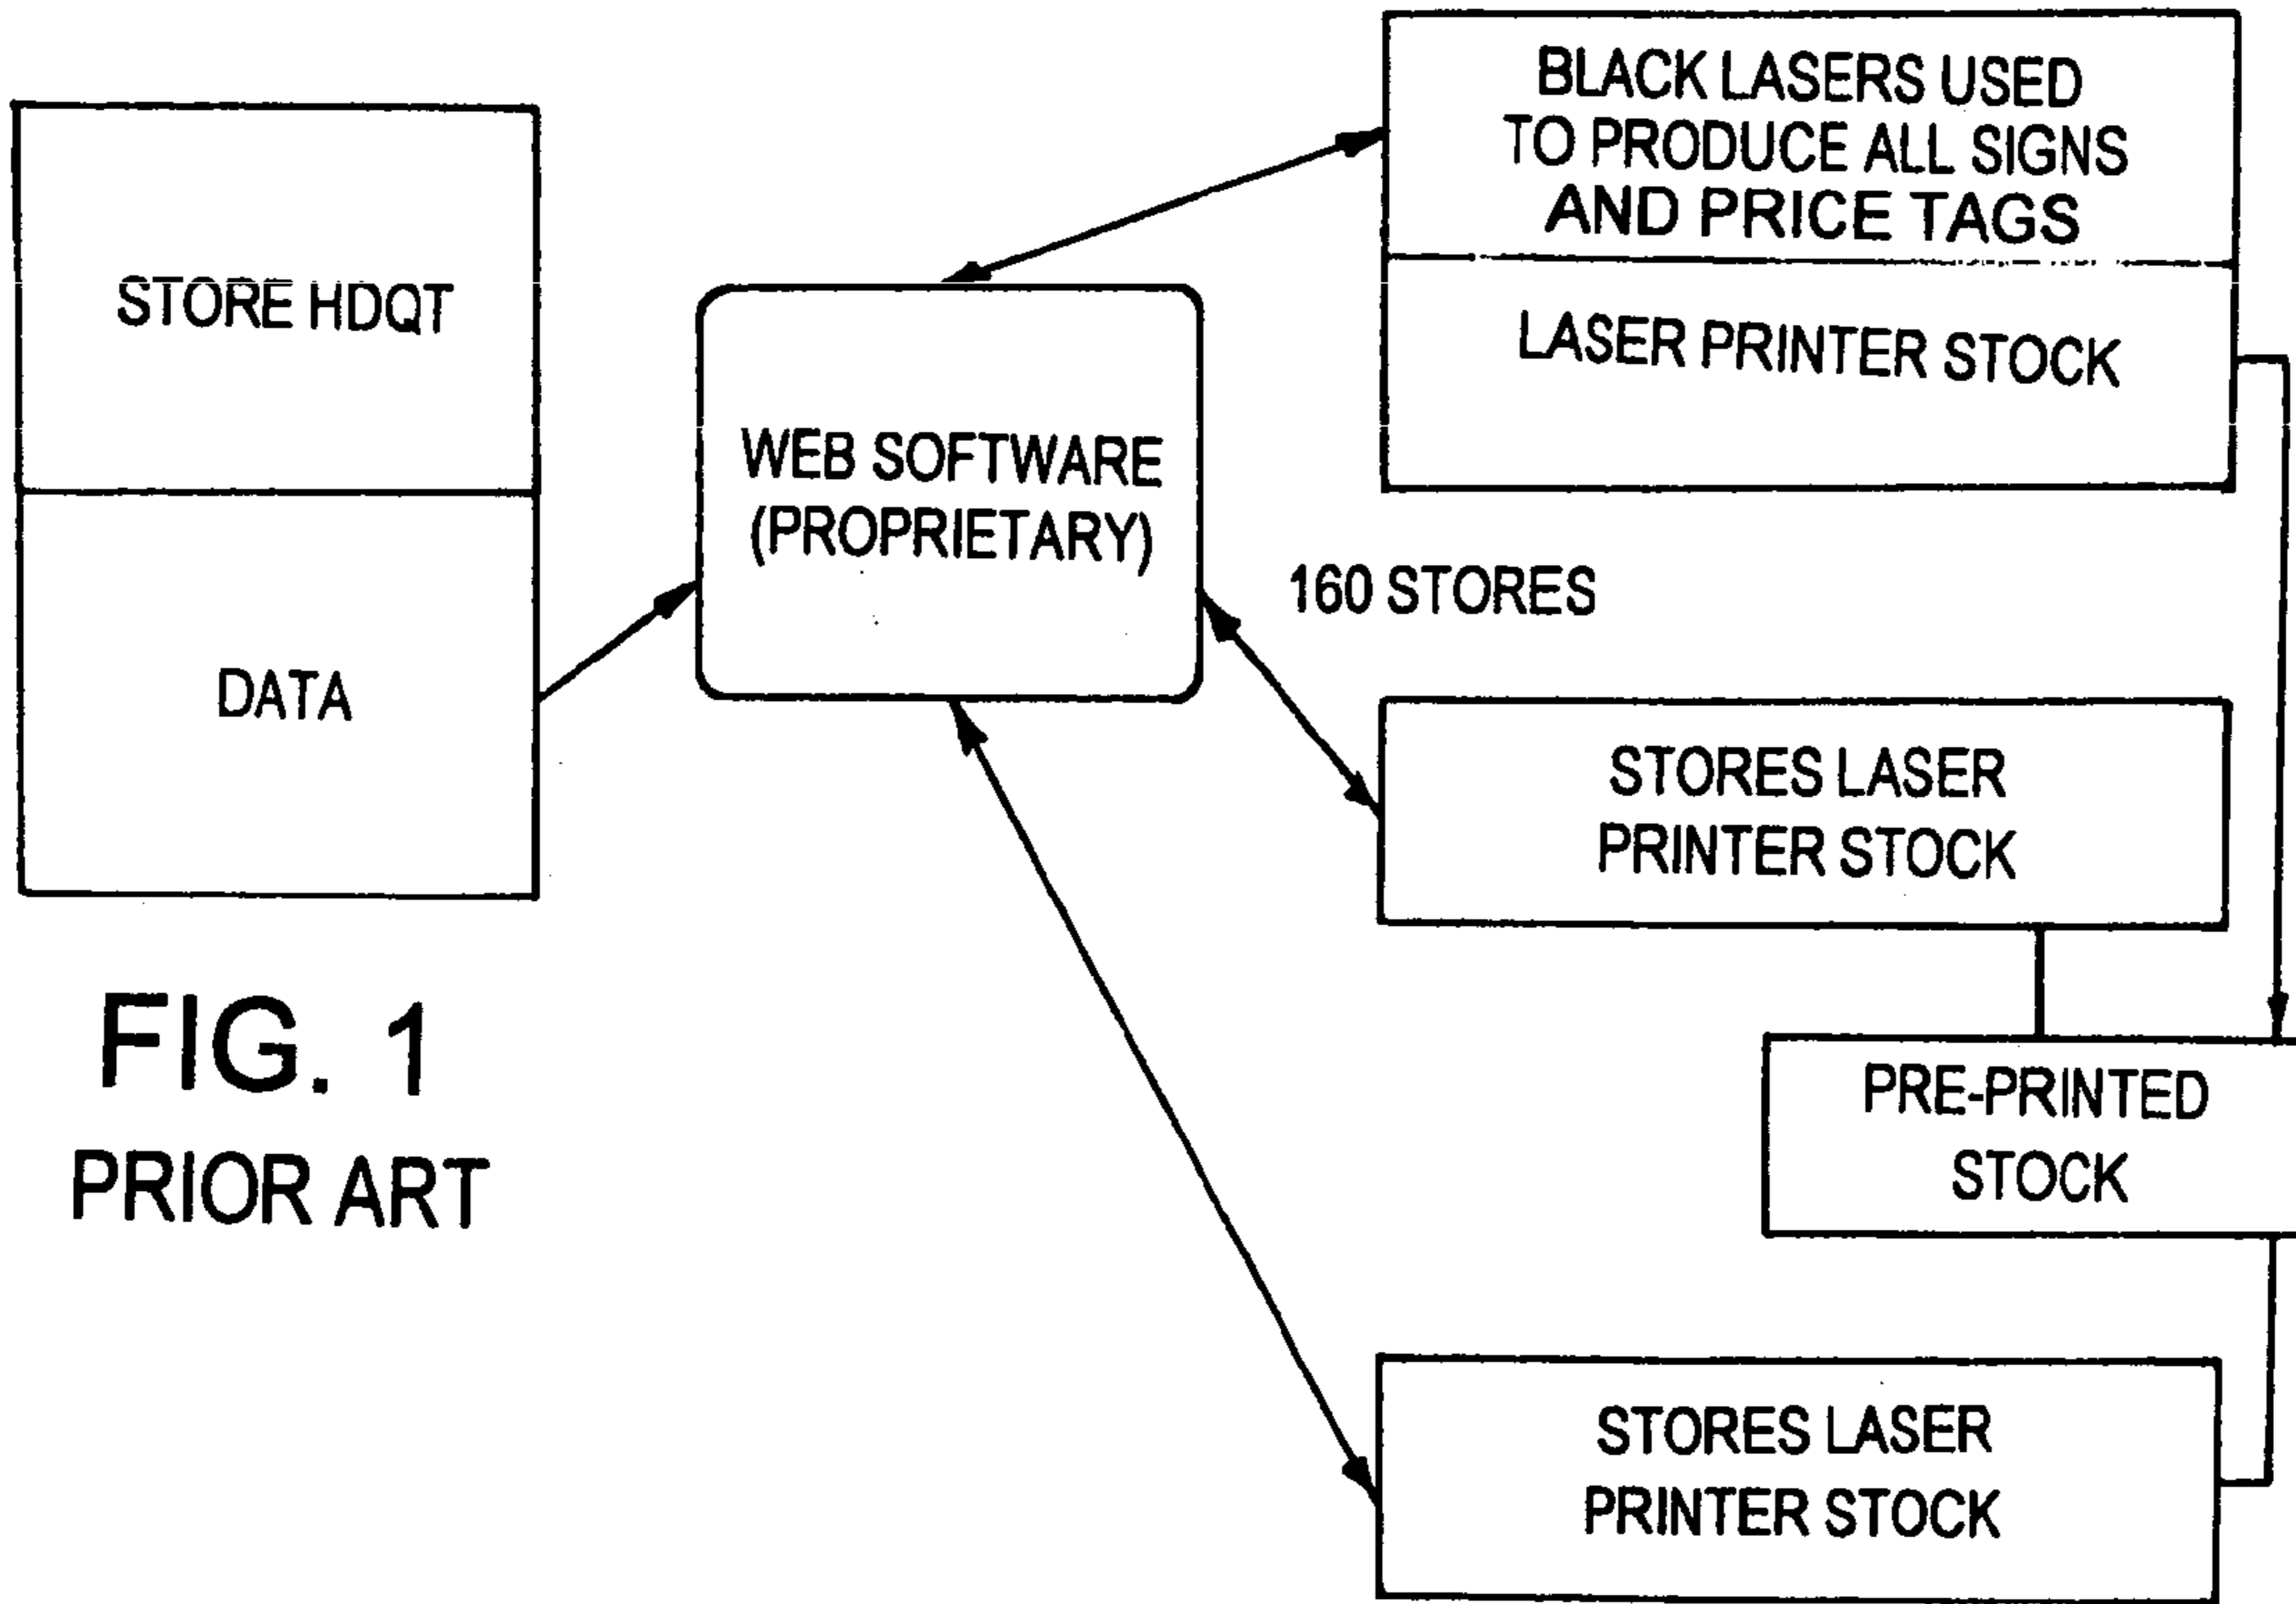 STORE HDQT
DATA
FIG. 1
PRIOR ART
WEB SOFTWARE
(PROPRIETARY)
BLACK LASERS USED
TO PRODUCE ALL SIGNS
AND PRICE TAGS
LASER PRINTER STOCK
160 STORES
STORES LASER
PRINTER STOCK
PRE-PRINTED
STOCK
STORES LASER
PRINTER STOCK